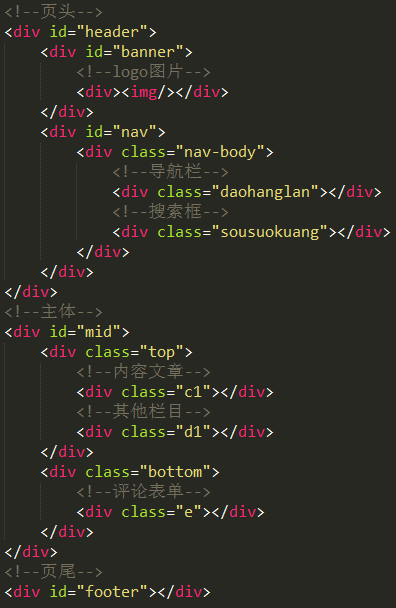 <!--页头-->
<div id="header">
    <div id="banner">
        <!--logo图片-->
        <div><img/></div>
    </div>
    <div id="nav">
        <div class="nav-body">
            <!--导航栏-->
            <div class="daohanglan"></div>
            <!--搜索框-->
            <div class="sousuokuang"></div>
        </div>
    </div>
</div>
<!--主体-->
<div id="mid">
    <div class="top">
        <!--内容文章-->
        <div class="c1"></div>
        <!--其他栏目-->
        <div class="d1"></div>
    </div>
    <div class="bottom">
        <!--评论表单-->
        <div class="e"></div>
    </div>
</div>
<!--页尾-->
<div id="footer"></div>